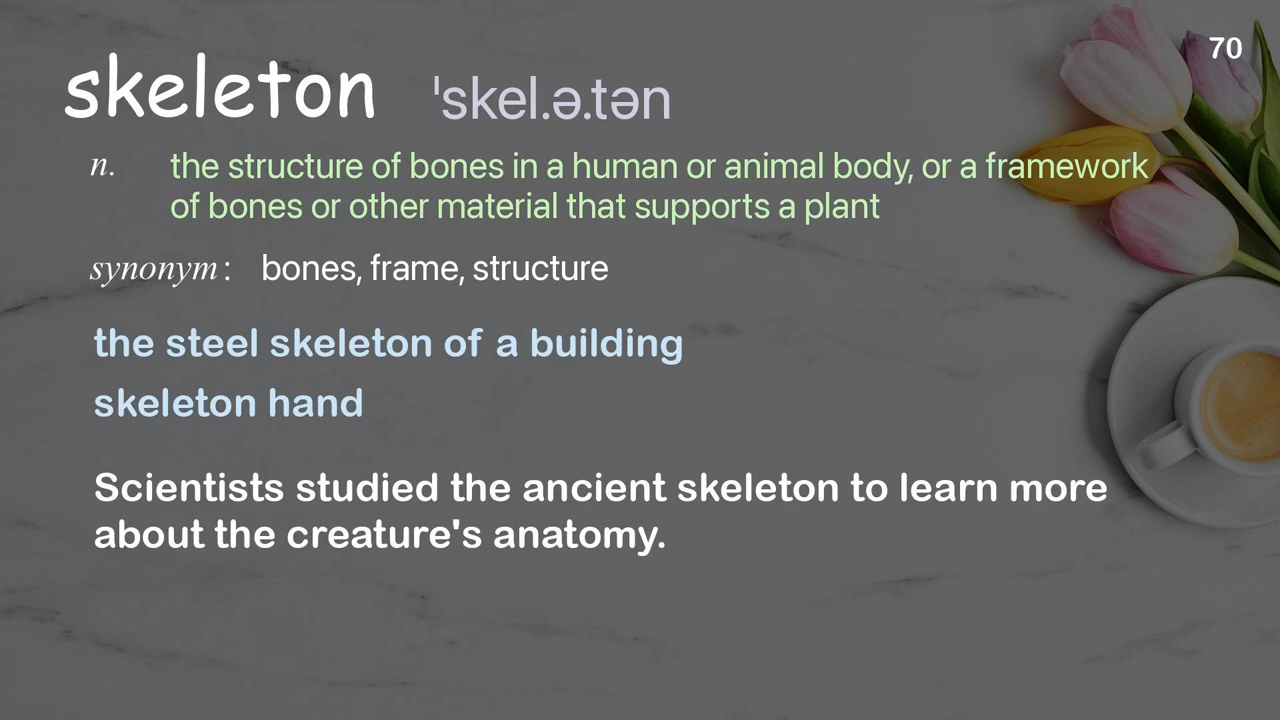 70
skeleton ˈskel.ə.tən
n. the structure of bones in a human or animal body, or a framework
of bones or other material that supports a plant
synonym: bones, frame, structure
the steel skeleton of a building
skeleton hand
Scientists studied the ancient skeleton to learn more
about the creature's anatomy.